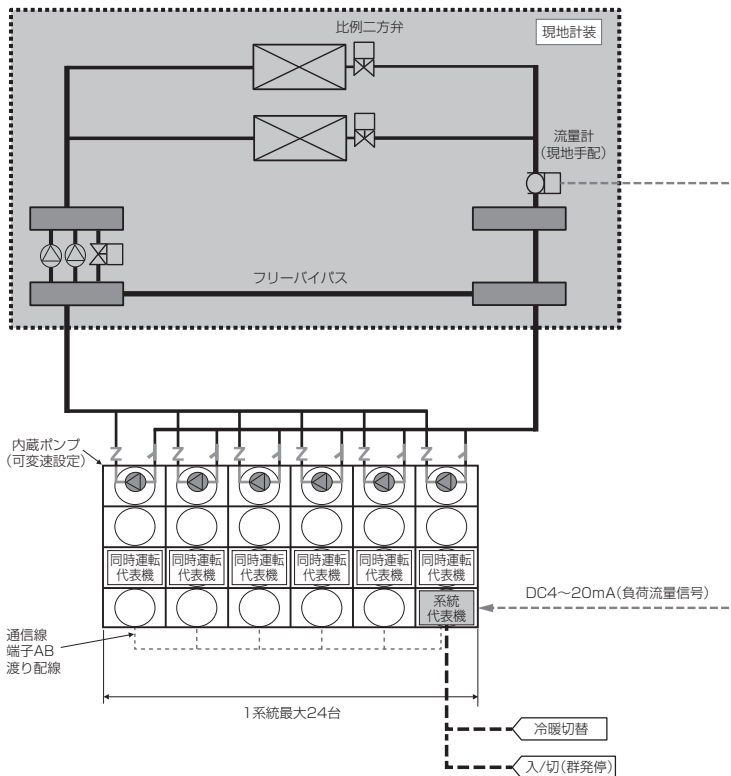 比例二方弁
現地計装
流量計
(現地手配)
フリーバイパス
内蔵ポンプ
(可変速設定)
同時運転
代表機
同時運転
代表機
同時運転
代表機
同時運転
代表機
同時運転
代表機
同時運転
代表機
系統
代表機
DC4～20mA(負荷流量信号)
通信線
端子AB
渡り配線
1系統最大24台
冷暖切替
入/切(群発停)